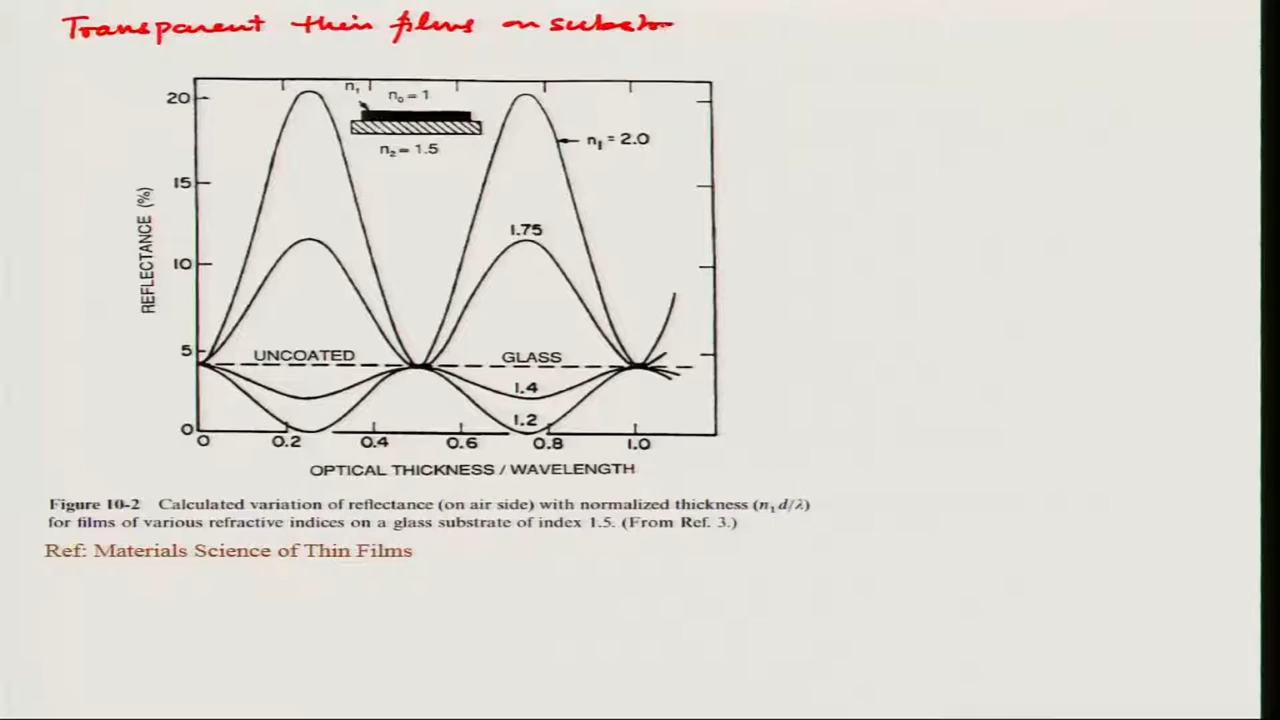 Transparent thin films on substr
20
n₁
n₀ = 1
n₂ = 1.5
n₁ = 2.0
15
REFLECTANCE (%)
1.75
10
5
UNCOATED
GLASS
1.4
1.2
0
0
0.2
0.4
0.6
0.8
1.0
OPTICAL THICKNESS / WAVELENGTH
Figure 10-2 Calculated variation of reflectance (on air side) with normalized thickness (n₁ d/λ)
for films of various refractive indices on a glass substrate of index 1.5. (From Ref. 3.)
Ref: Materials Science of Thin Films